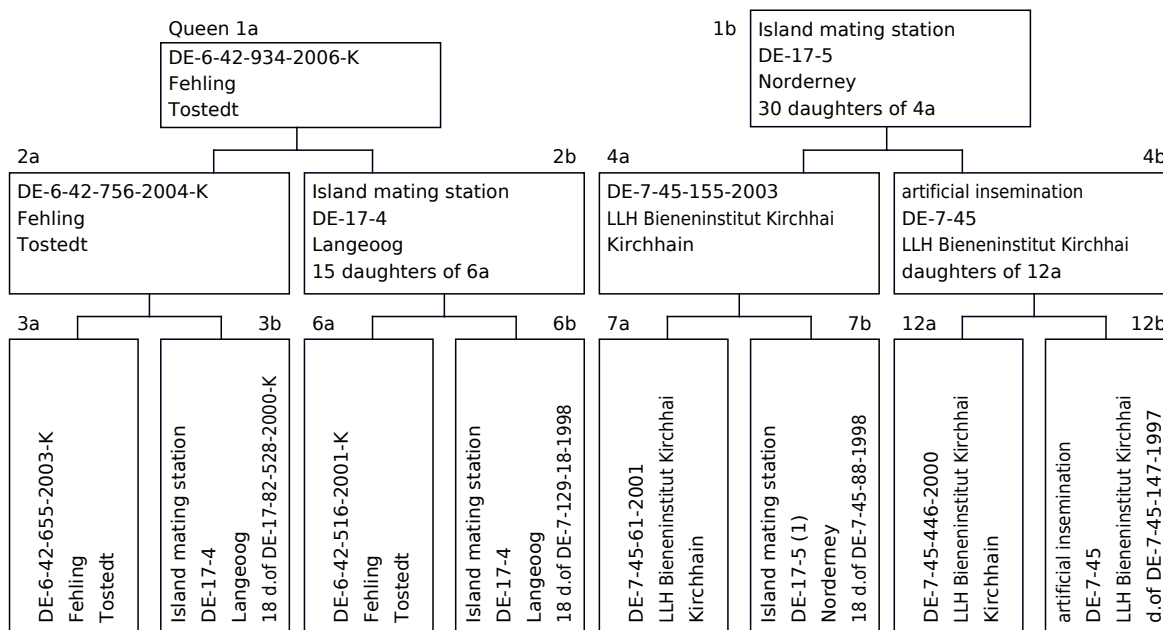 Queen 1a
DE-6-42-934-2006-K
Fehling
Tostedt
1b
Island mating station
DE-17-5
Norderney
30 daughters of 4a
2a
DE-6-42-756-2004-K
Fehling
Tostedt
2b
Island mating station
DE-17-4
Langeoog
15 daughters of 6a
4a
DE-7-45-155-2003
LLH Bieneninstitut Kirchhai
Kirchhain
4b
artificial insemination
DE-7-45
LLH Bieneninstitut Kirchhai
daughters of 12a
3a
DE-6-42-655-2003-K
Fehling
Tostedt
3b
Island mating station
DE-17-4
Langeoog
18 d.of DE-17-82-528-2000-K
6a
DE-6-42-516-2001-K
Fehling
Tostedt
6b
Island mating station
DE-17-4
Langeoog
18 d.of DE-7-129-18-1998
7a
DE-7-45-61-2001
LLH Bieneninstitut Kirchhai
Kirchhain
7b
Island mating station
DE-17-5 (1)
Norderney
18 d.of DE-7-45-88-1998
12a
DE-7-45-446-2000
LLH Bieneninstitut Kirchhai
Kirchhain
12b
artificial insemination
DE-7-45
LLH Bieneninstitut Kirchhai
d.of DE-7-45-147-1997